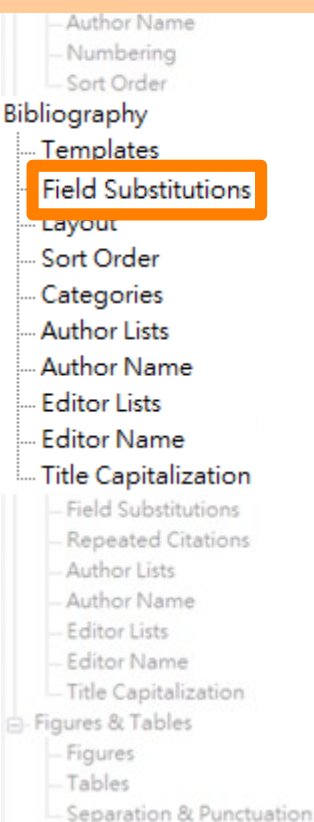 Author Name
Numbering
Sort Order
Bibliography
Templates
Field Substitutions
Layout
Sort Order
Categories
Author Lists
Author Name
Editor Lists
Editor Name
Title Capitalization
Field Substitutions
Repeated Citations
Author Lists
Author Name
Editor Lists
Editor Name
Title Capitalization
Figures & Tables
Figures
Tables
Separation & Punctuation